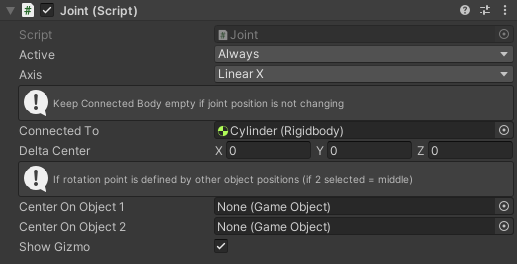 Joint (Script)
Script Joint
Active Always
Axis Linear X
Keep Connected Body empty if joint position is not changing
Connected To Cylinder (Rigidbody)
Delta Center X 0 Y 0 Z 0
If rotation point is defined by other object positions (if 2 selected = middle)
Center On Object 1 None (Game Object)
Center On Object 2 None (Game Object)
Show Gizmo